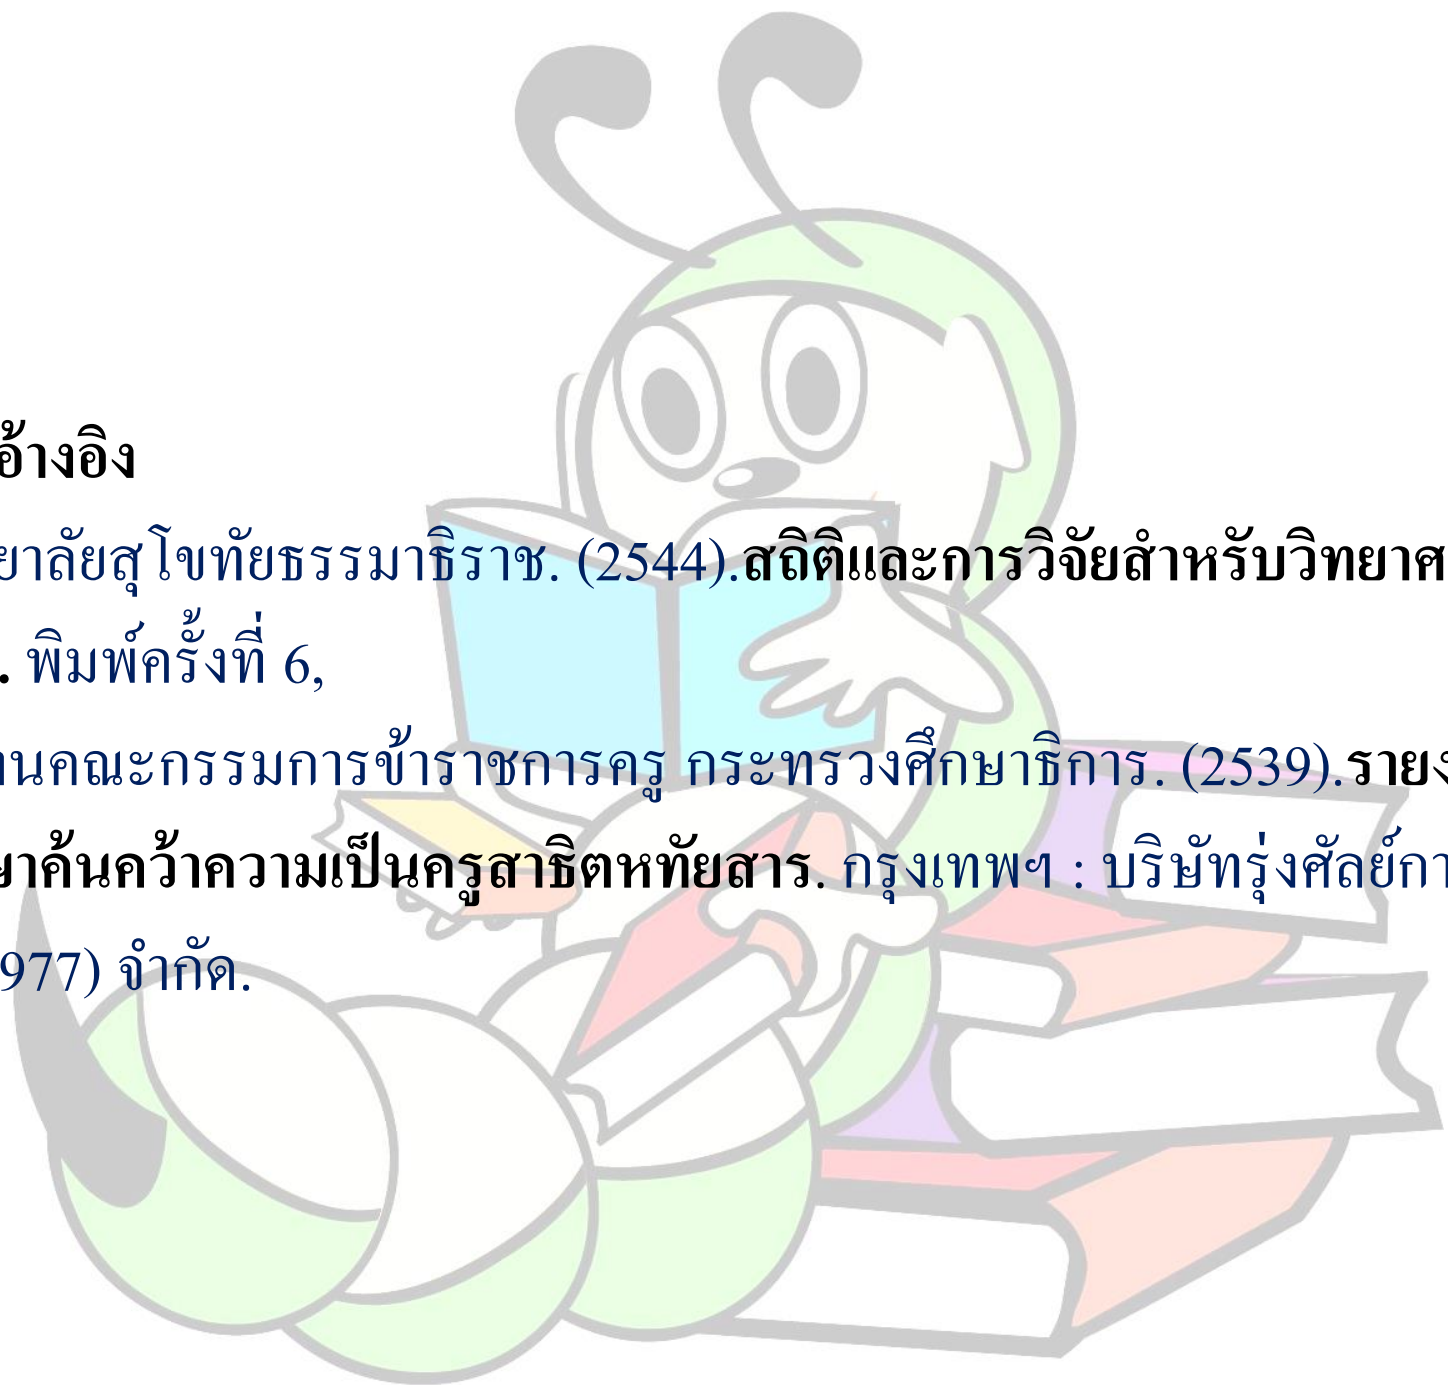 อ้างอิง
ยาลัยสุโขทัยธรรมาธิราช. (2544).สถิติและการวิจัยสำหรับวิทยาศ
. พิมพ์ครั้งที่ 6,
านคณะกรรมการข้าราชการครู กระทรวงศึกษาธิการ. (2539).รายง
ยาค้นคว้าความเป็นครูสาธิตหทัยสาร. กรุงเทพฯ : บริษัทรุ่งศัลย์กา
977) จำกัด.